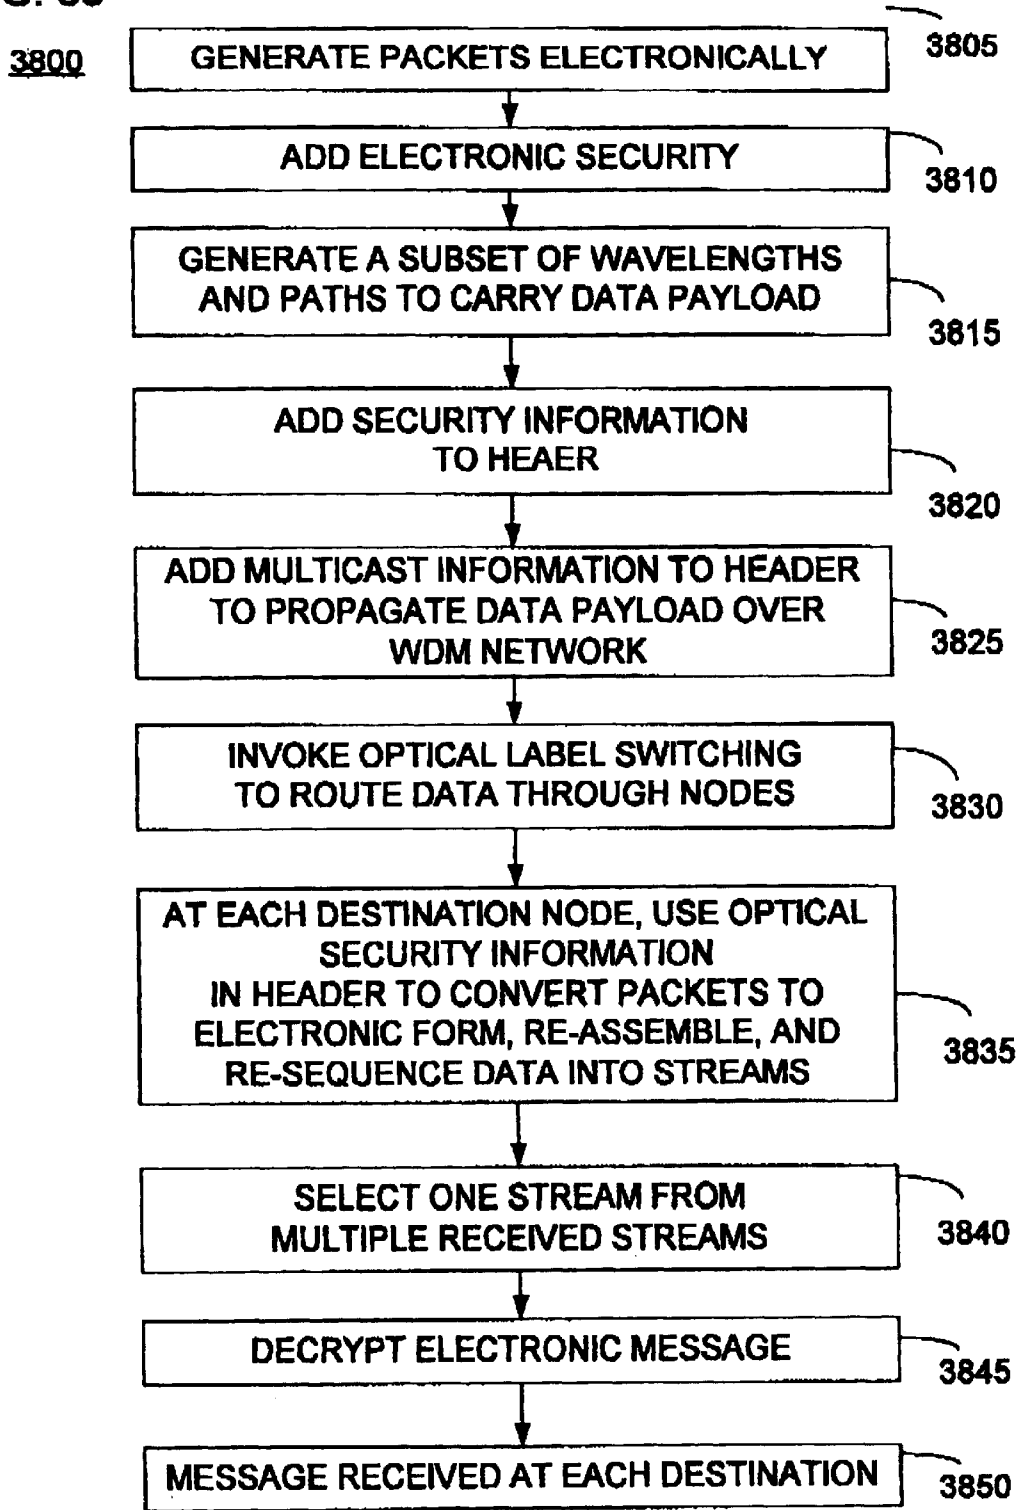 3800
GENERATE PACKETS ELECTRONICALLY
3805
ADD ELECTRONIC SECURITY
3810
GENERATE A SUBSET OF WAVELENGTHS
AND PATHS TO CARRY DATA PAYLOAD
3815
ADD SECURITY INFORMATION
TO HEAER
3820
ADD MULTICAST INFORMATION TO HEADER
TO PROPAGATE DATA PAYLOAD OVER
WDM NETWORK
3825
INVOKE OPTICAL LABEL SWITCHING
TO ROUTE DATA THROUGH NODES
3830
AT EACH DESTINATION NODE, USE OPTICAL
SECURITY INFORMATION
IN HEADER TO CONVERT PACKETS TO
ELECTRONIC FORM, RE-ASSEMBLE, AND
RE-SEQUENCE DATA INTO STREAMS
3835
SELECT ONE STREAM FROM
MULTIPLE RECEIVED STREAMS
3840
DECRYPT ELECTRONIC MESSAGE
3845
MESSAGE RECEIVED AT EACH DESTINATION
3850